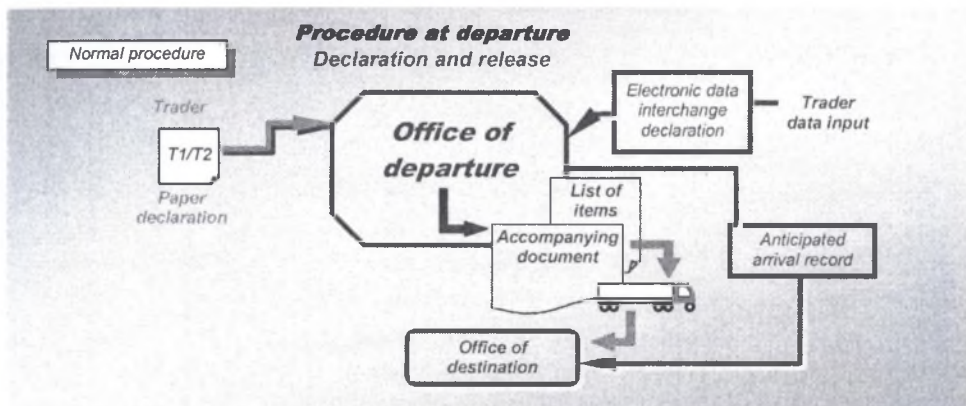 Procedure at departure
Declaration and release
Normal procedure
Trader
T1/T2
Paper
declaration
Office of
departure
Electronic data
interchange
declaration
Trader
data input
List of
items
Accompanying
document
Anticipated
arrival record
Office of
destination